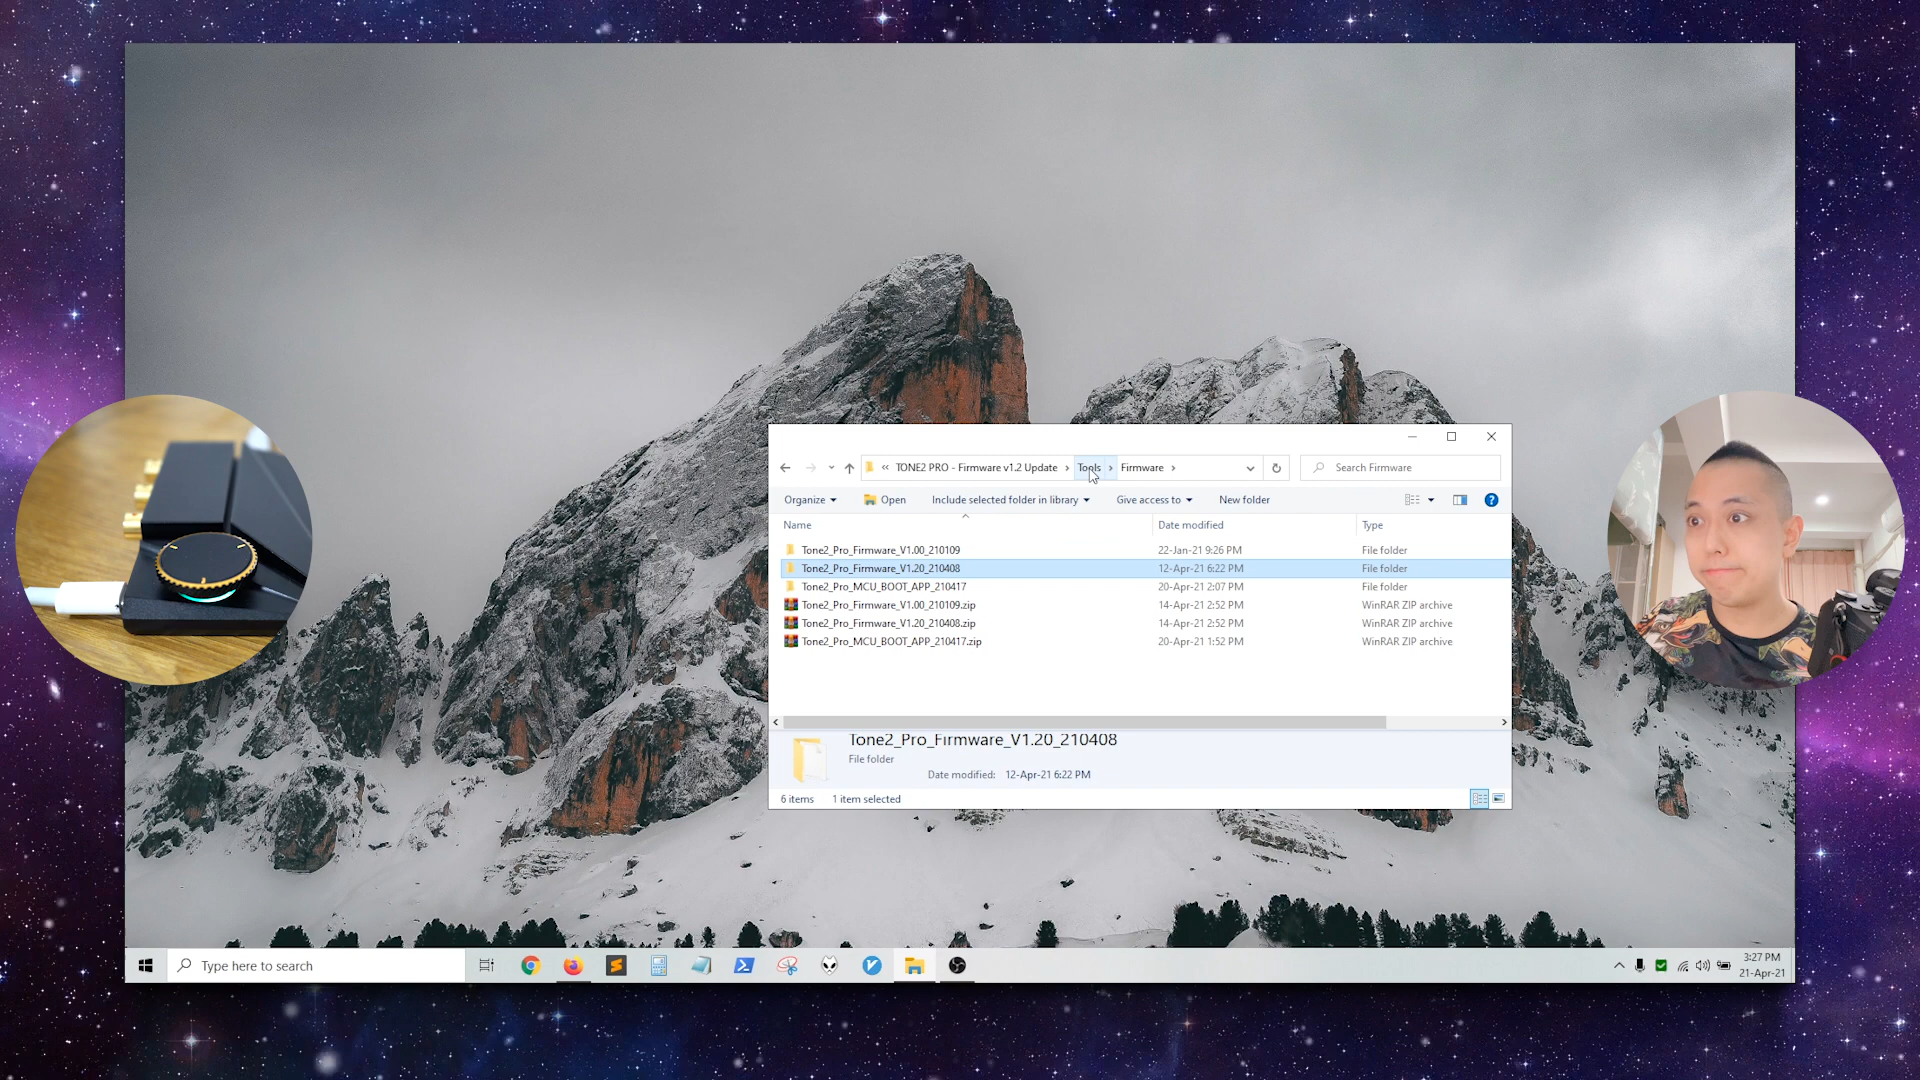 « TONE2 PRO - Firmware v1.2 Update › Tools › Firmware ›
Search Firmware
Organize Open Include selected folder in library Give access to New folder
Name Date modified Type
Tone2_Pro_Firmware_V1.00_210109 22-Jan-21 9:26 PM File folder
Tone2_Pro_Firmware_V1.20_210408 12-Apr-21 6:22 PM File folder
Tone2_Pro_MCU_BOOT_APP_210417 20-Apr-21 2:07 PM File folder
Tone2_Pro_Firmware_V1.00_210109.zip 14-Apr-21 2:52 PM WinRAR ZIP archive
Tone2_Pro_Firmware_V1.20_210408.zip 14-Apr-21 2:52 PM WinRAR ZIP archive
Tone2_Pro_MCU_BOOT_APP_210417.zip 20-Apr-21 1:52 PM WinRAR ZIP archive
Tone2_Pro_Firmware_V1.20_210408
File folder
Date modified: 12-Apr-21 6:22 PM
6 items 1 item selected
Type here to search
3:27 PM
21-Apr-21